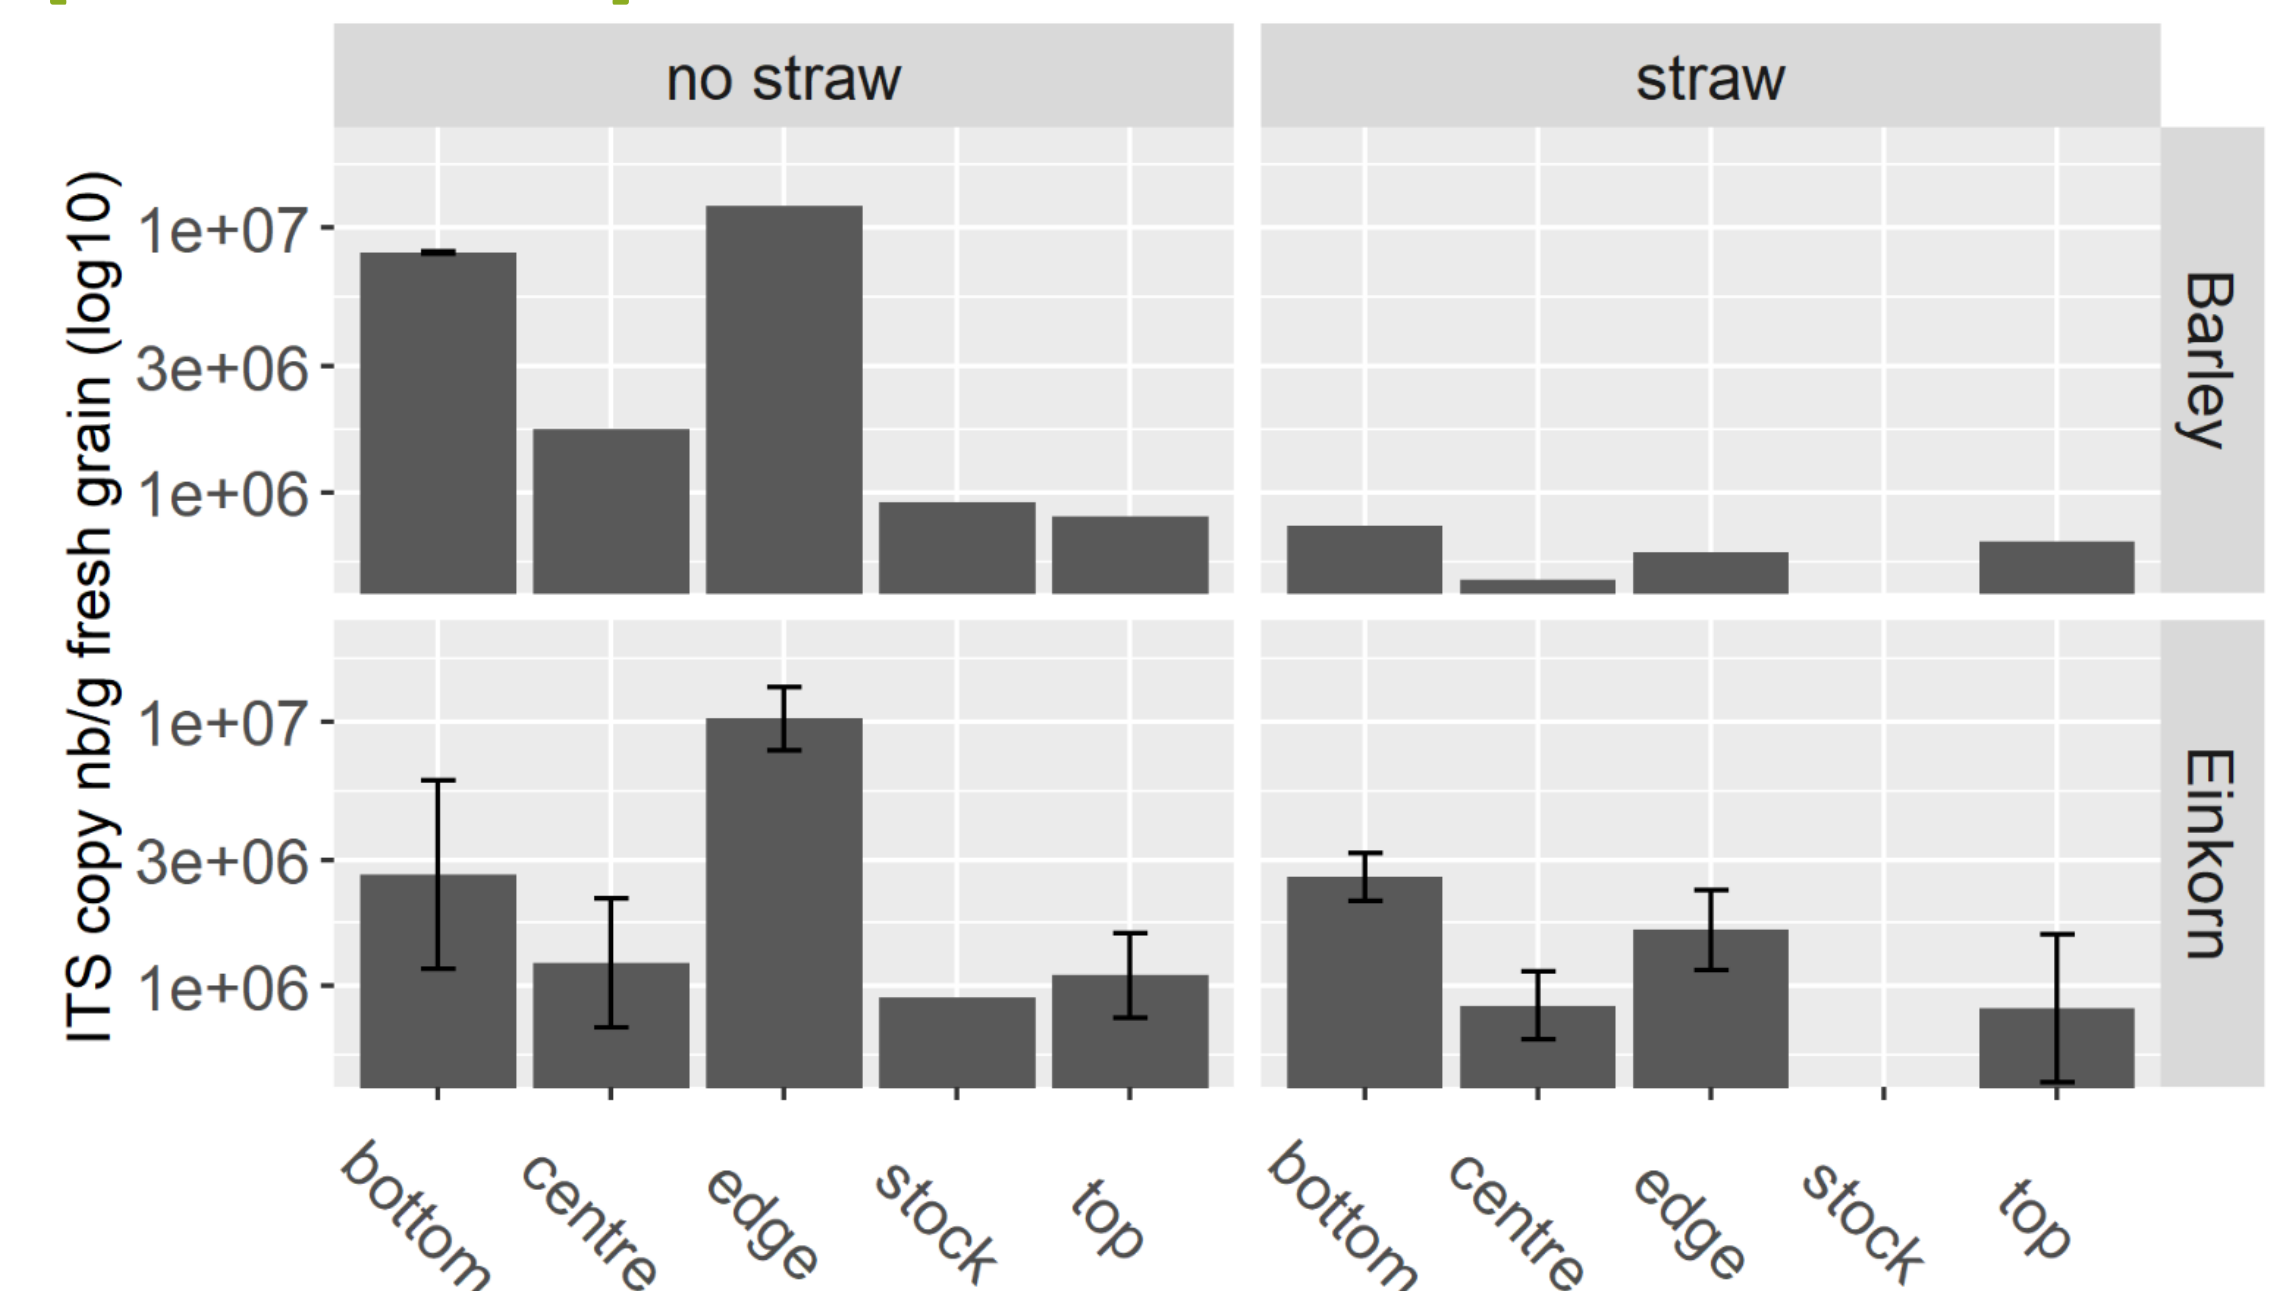 no straw
straw
ITS copy nb/g fresh grain (log10)
1e+07
3e+06
1e+06
Barley
1e+07
3e+06
1e+06
Einkorn
bottom
centre
edge
stock
top
bottom
centre
edge
stock
top